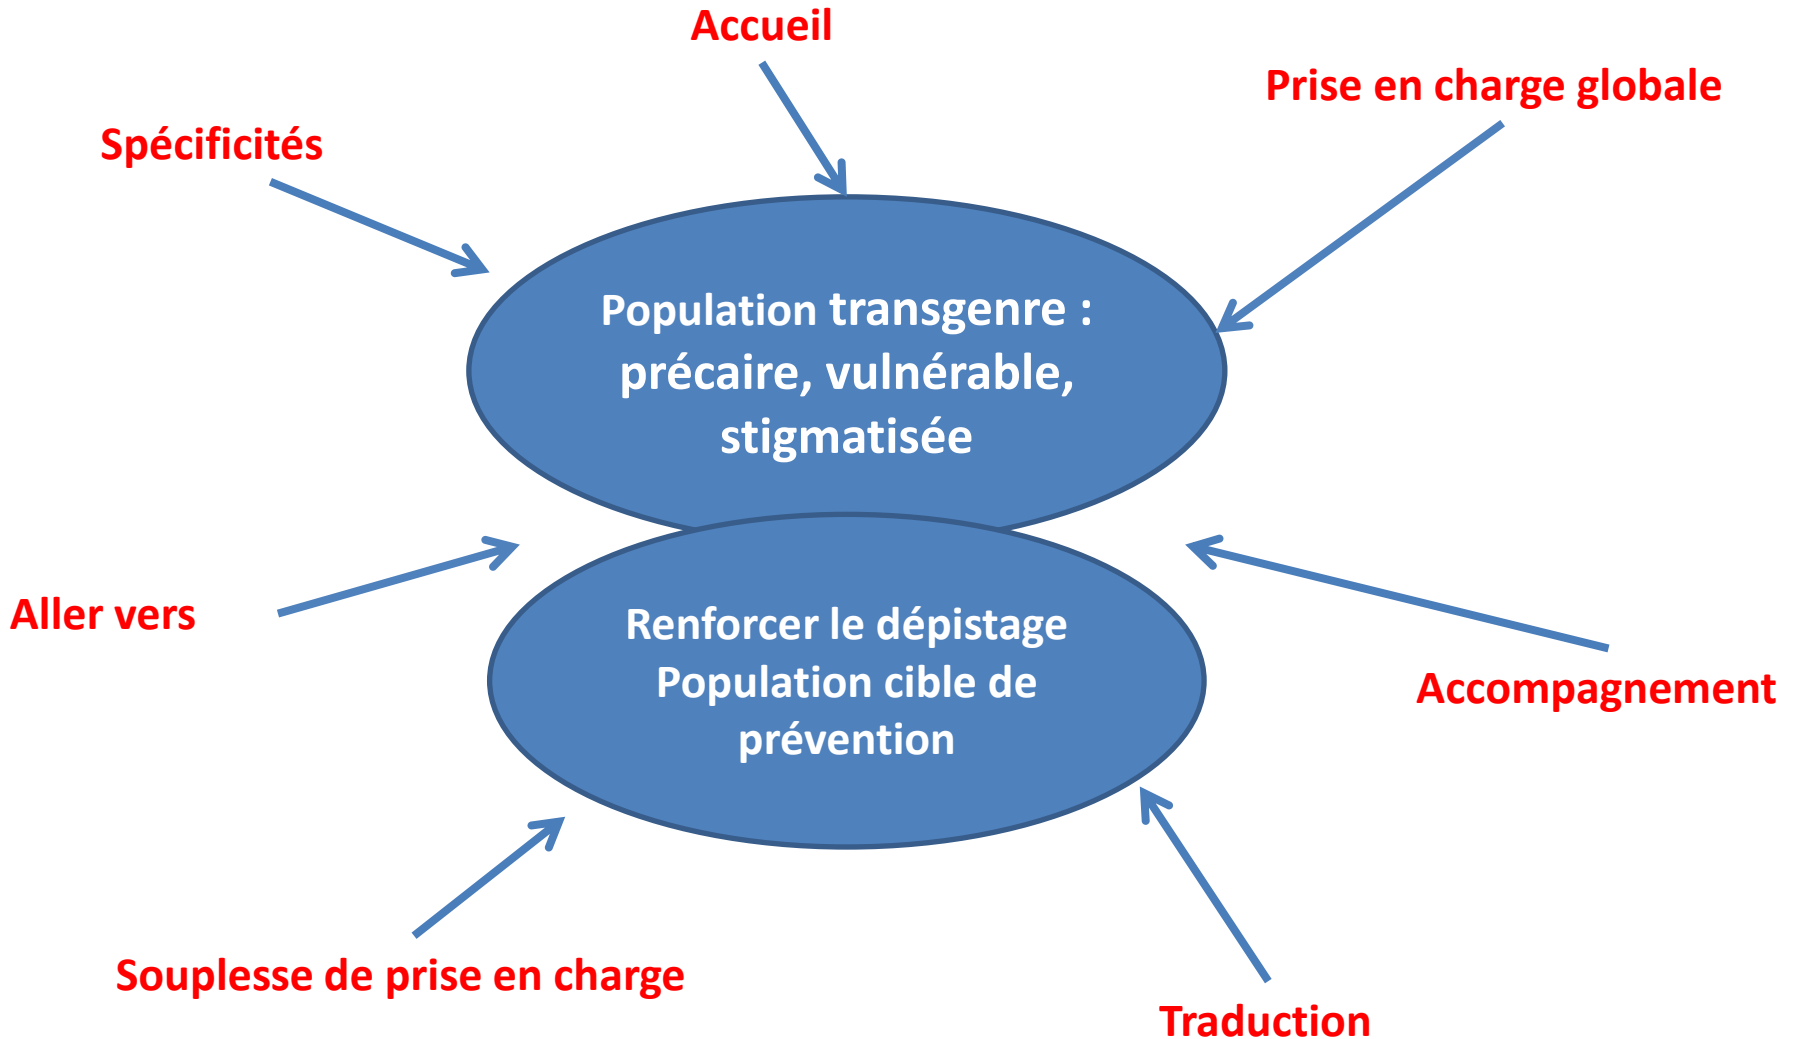 Accueil
Prise en charge globale
Spécificités
Population transgenre :
précaire, vulnérable,
stigmatisée
Aller vers
Renforcer le dépistage
Population cible de
prévention
Accompagnement
Souplesse de prise en charge
Traduction